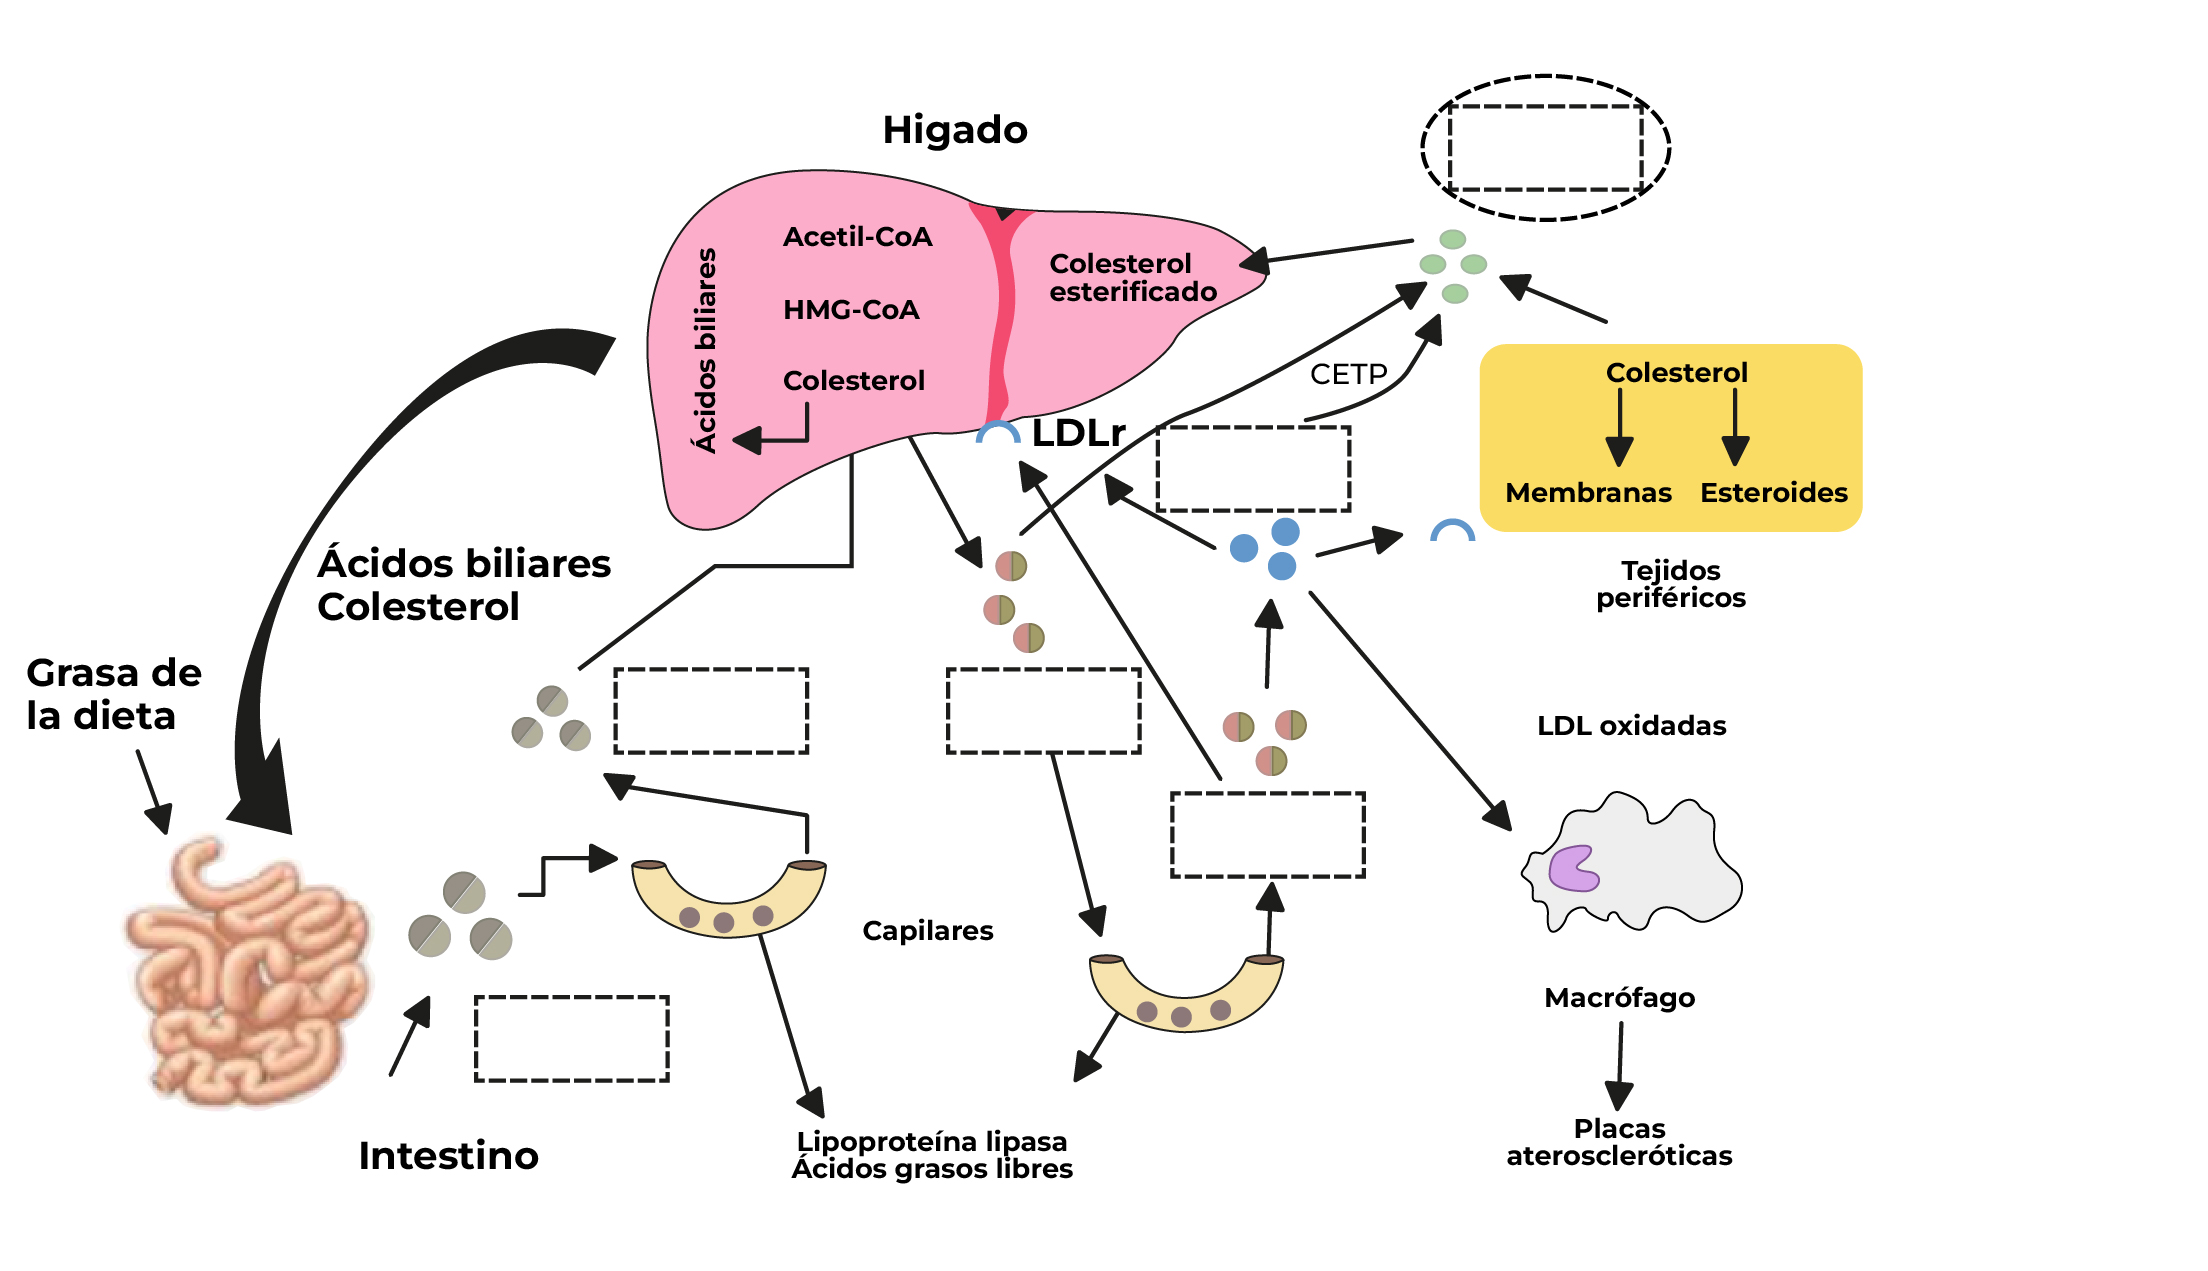 Higado
Acetil-CoA
HMG-CoA
Colesterol
Ácidos biliares
Colesterol
esterificado
LDLr
CETP
Colesterol
Membranas
Esteroides
Tejidos
periféricos
Ácidos biliares
Colesterol
Grasa de
la dieta
LDL oxidadas
Capilares
Macrófago
Intestino
Lipoproteína lipasa
Ácidos grasos libres
Placas
ateroscleróticas